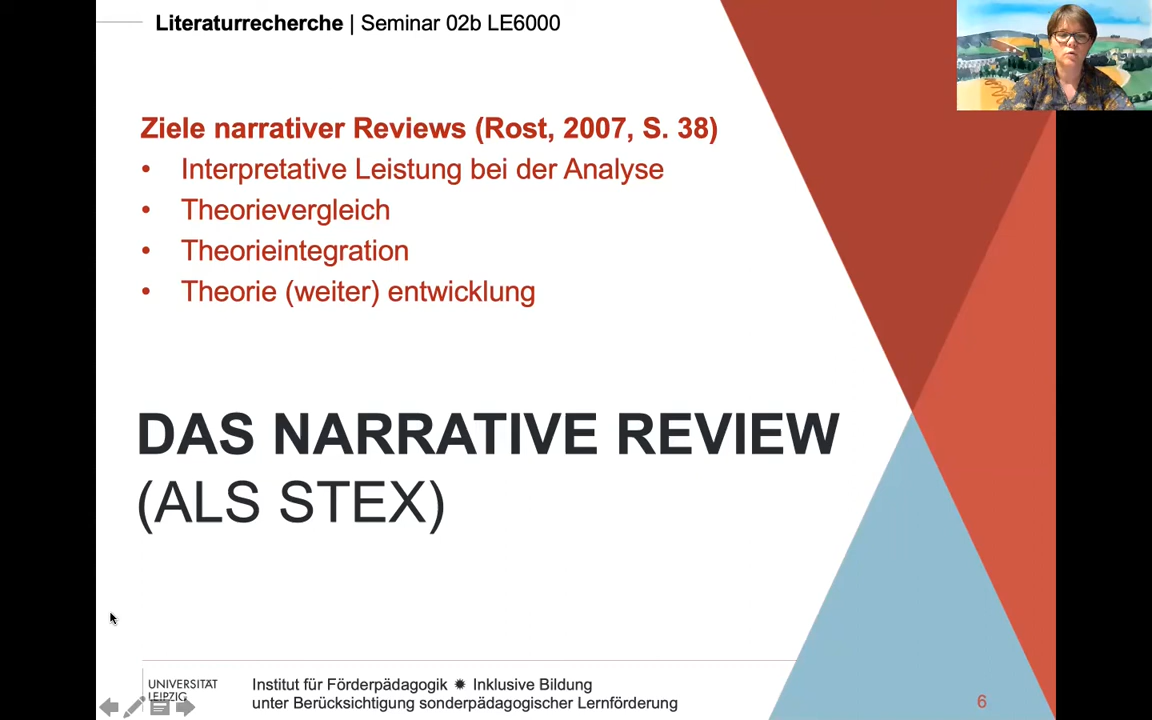 Literaturrecherche | Seminar 02b LE6000
Ziele narrativer Reviews (Rost, 2007, S. 38)
• Interpretative Leistung bei der Analyse
• Theorievergleich
• Theorieintegration
• Theorie (weiter) entwicklung
DAS NARRATIVE REVIEW
(ALS STEX)
UNIVERSITÄT
LEIPZIG
Institut für Förderpädagogik ✹ Inklusive Bildung
unter Berücksichtigung sonderpädagogischer Lernförderung
6